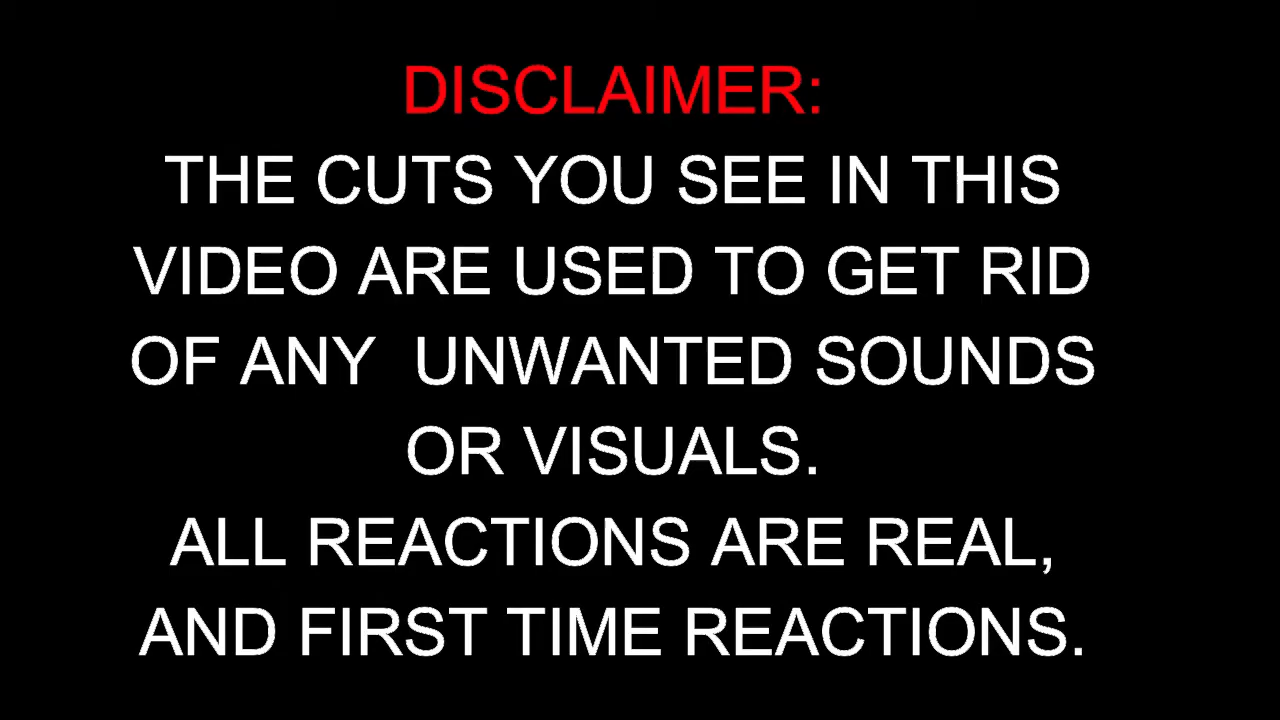 DISCLAIMER:
THE CUTS YOU SEE IN THIS
VIDEO ARE USED TO GET RID
OF ANY  UNWANTED SOUNDS
OR VISUALS.
ALL REACTIONS ARE REAL,
AND FIRST TIME REACTIONS.